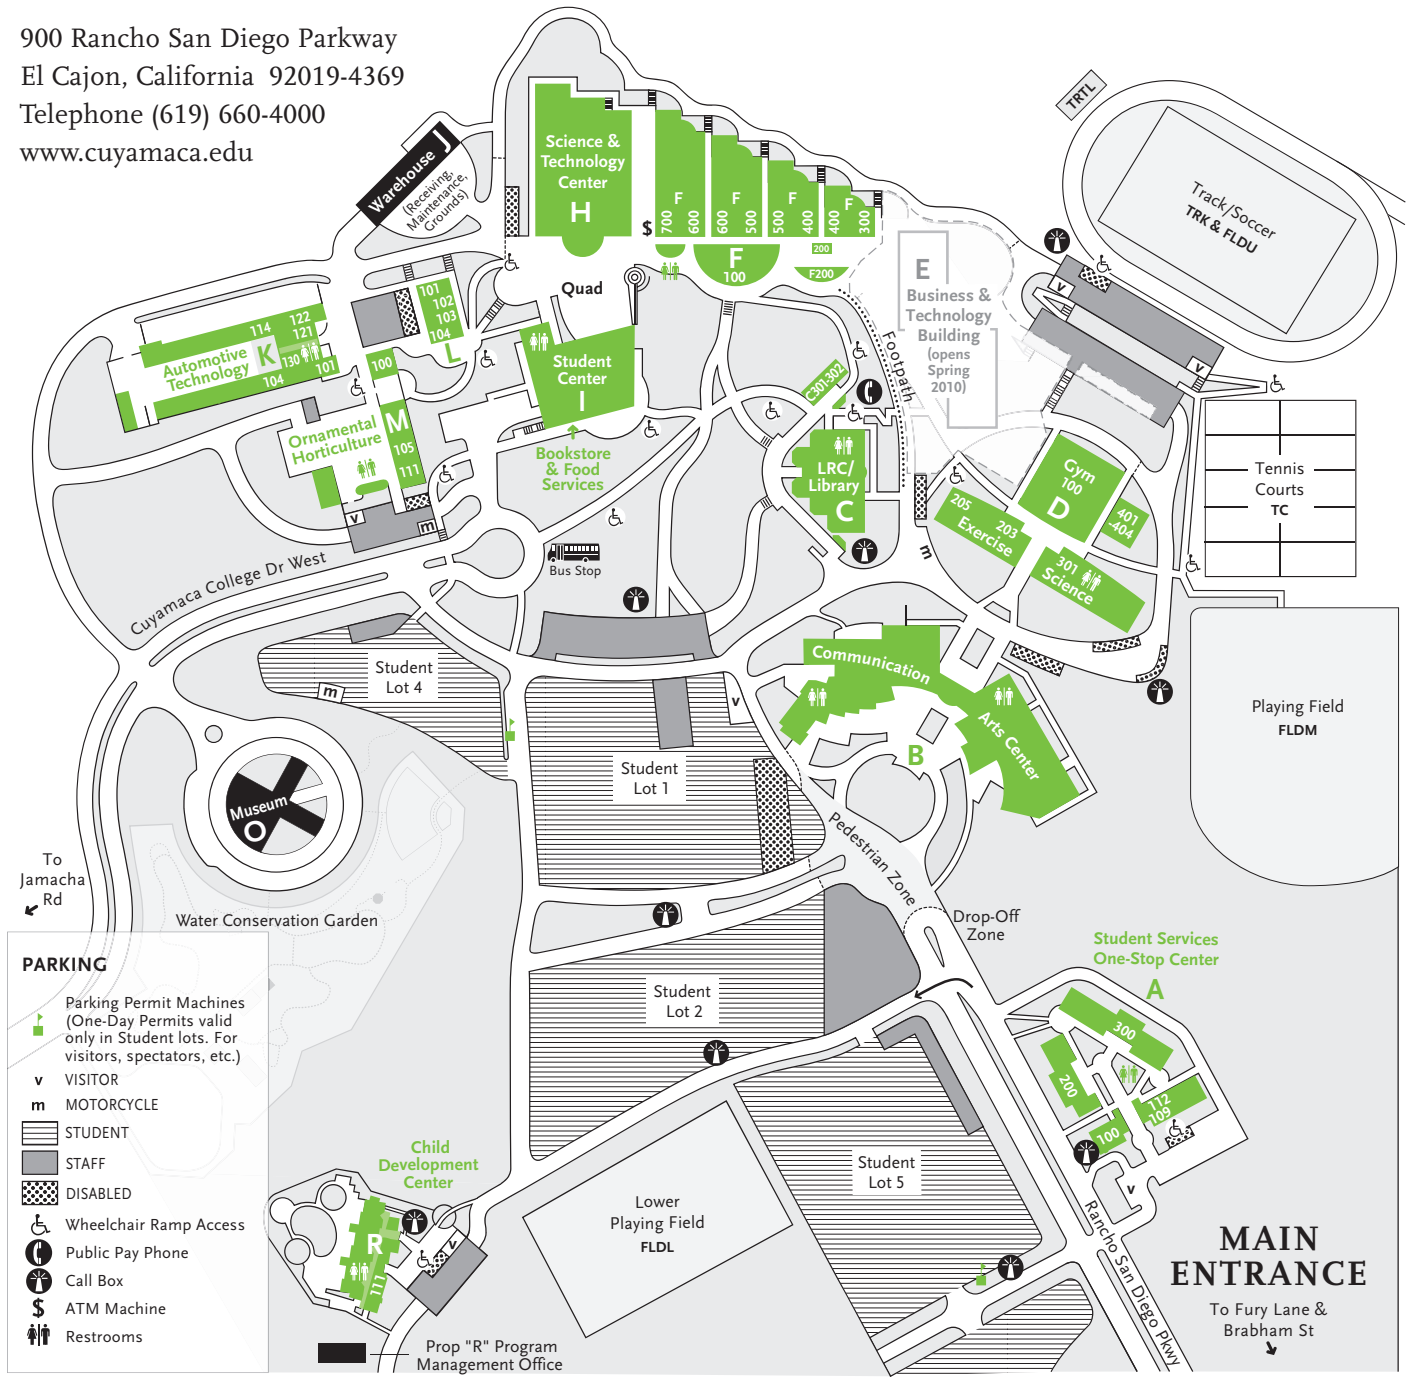 900 Rancho San Diego Parkway
El Cajon, California 92019-4369
Telephone (619) 660-4000
www.cuyamaca.edu
TRTL
Track/Soccer
TRK & FLDU
Warehouse J
(Receiving,
Maintenance,
Grounds)
Science &
Technology
Center
H
$
F
700
600
F
600
500
F
500
400
F
400
300
F
100
200
F200
Quad
E
Business &
Technology
Building
(opens
Spring
2010)
Footpath
101
102
103
104
L
114
122
121
Automotive
Technology
K
130
101
104
100
M
105
111
Ornamental
Horticulture
v
m
Student
Center
I
Bookstore
& Food
Services
C301-302
LRC/
Library
C
Gym
100
D
401
-404
205
203
Exercise
301
Science
m
v
v
Tennis
Courts
TC
Bus Stop
Cuyamaca College Dr West
Student
Lot 4
m
v
Student
Lot 1
Communication
Arts Center
B
Playing Field
FLDM
Museum
O
Pedestrian Zone
To
Jamacha
Rd
Water Conservation Garden
Drop-Off
Zone
Student Services
One-Stop Center
A
300
200
112
109
100
v
Student
Lot 2
Student
Lot 5
PARKING
Parking Permit Machines
(One-Day Permits valid
only in Student lots. For
visitors, spectators, etc.)
v VISITOR
m MOTORCYCLE
STUDENT
STAFF
DISABLED
Wheelchair Ramp Access
Public Pay Phone
Call Box
$ ATM Machine
Restrooms
Child
Development
Center
R
111
v
Lower
Playing Field
FLDL
Rancho San Diego Pkwy
MAIN
ENTRANCE
To Fury Lane &
Brabham St
Prop "R" Program
Management Office